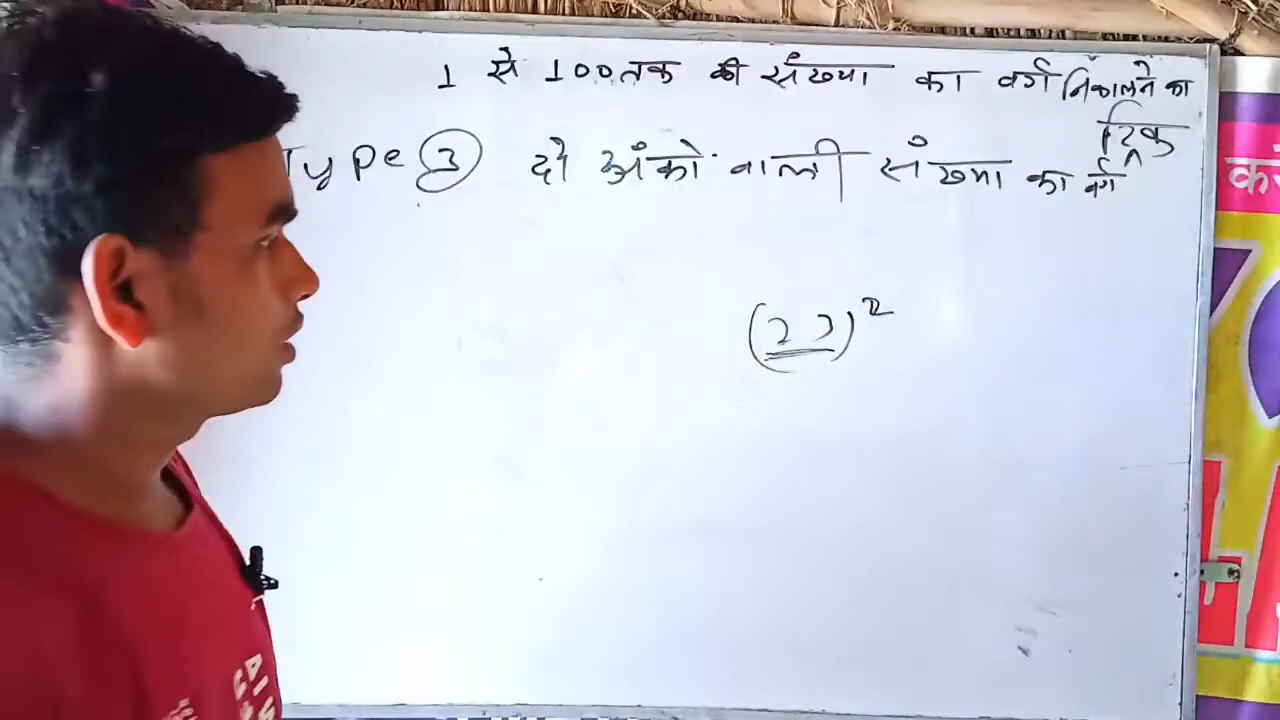 1 से 100 तक की संख्या का वर्ग निकालने का
ट्रिक
Type 3 दो अंको वाली संख्या का वर्ग
(22)²